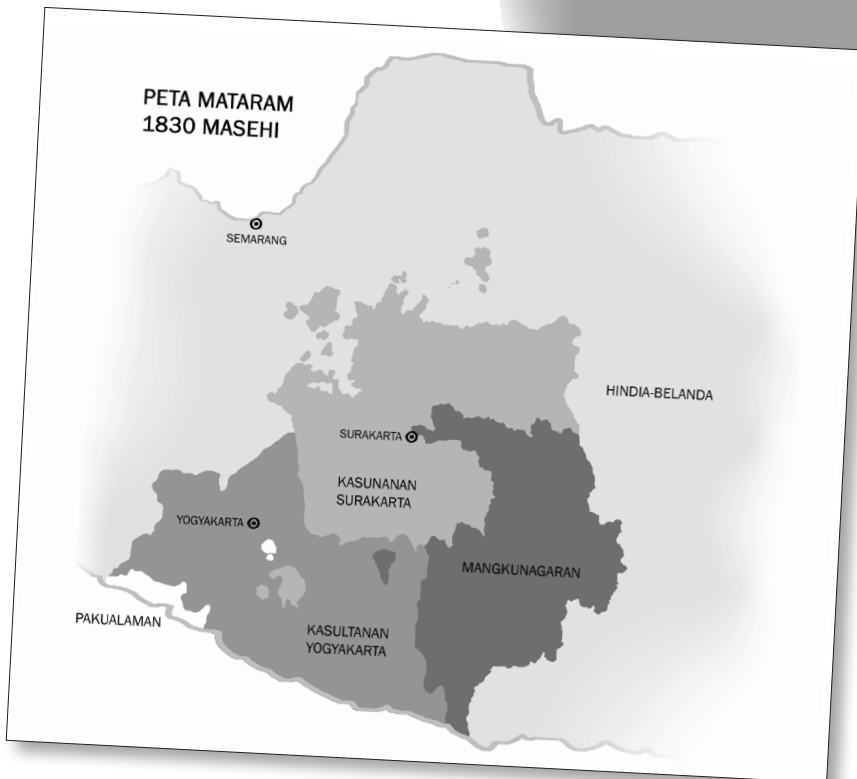 PETA MATARAM
1830 MASEHI
SEMARANG
HINDIA-BELANDA
SURAKARTA
KASUNANAN
SURAKARTA
YOGYAKARTA
MANGKUNAGARAN
PAKUALAMAN
KASULTANAN
YOGYAKARTA